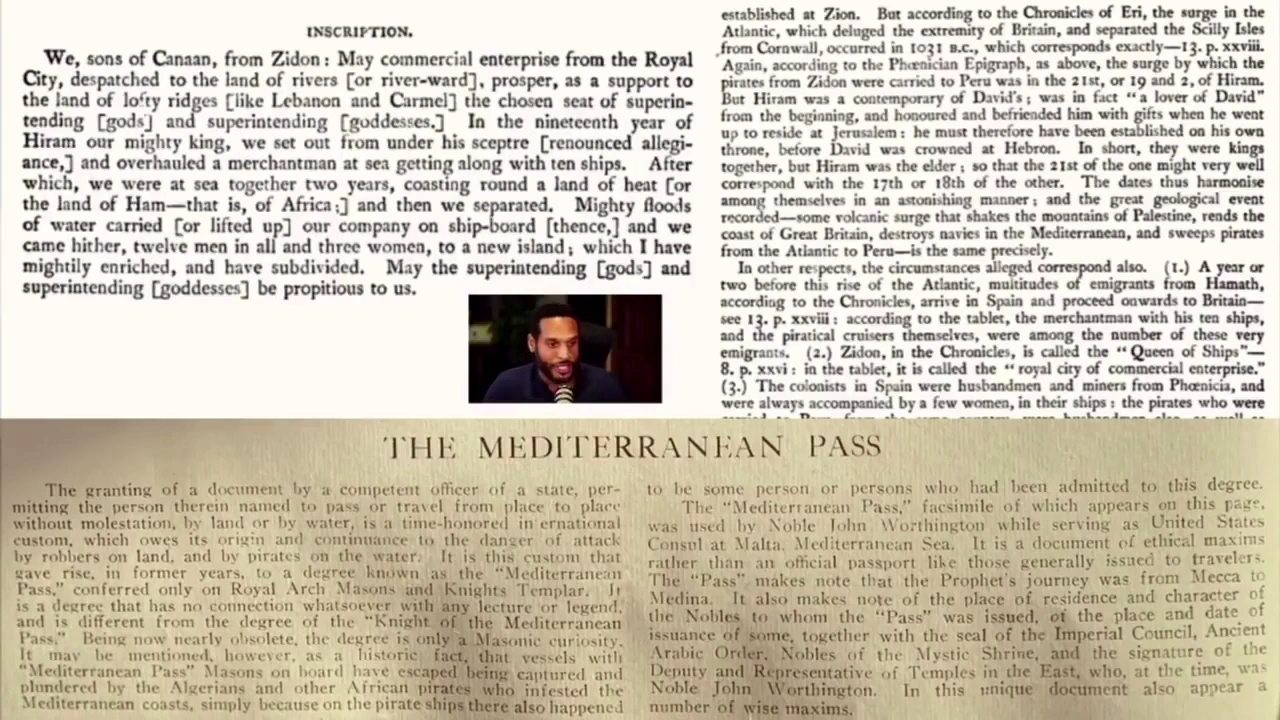 INSCRIPTION.
We, sons of Canaan, from Zidon: May commercial enterprise from the Royal
City, despatched to the land of rivers [or river-ward], prosper, as a support to
the land of lofty ridges [like Lebanon and Carmel] the chosen seat of superin-
tending [gods] and superintending [goddesses.] In the nineteenth year of
Hiram our mighty king, we set out from under his sceptre [renounced allegi-
ance,] and overhauled a merchantman at sea getting along with ten ships. After
which, we were at sea together two years, coasting round a land of heat [or
the land of Ham—that is, of Africa;] and then we separated. Mighty floods
of water carried [or lifted up] our company on ship-board [thence,] and we
came hither, twelve men in all and three women, to a new island; which I have
mightily enriched, and have subdivided. May the superintending [gods] and
superintending [goddesses] be propitious to us.
established at Zion. But according to the Chronicles of Eri, the surge in the
Atlantic, which deluged the extremity of Britain, and separated the Scilly Isles
from Cornwall, occurred in 1031 B.C., which corresponds exactly—13. p. xxviii.
Again, according to the Phœnician Epigraph, as above, the surge by which the
pirates from Zidon were carried to Peru was in the 21st, or 19 and 2, of Hiram.
But Hiram was a contemporary of David's; was in fact "a lover of David"
from the beginning, and honoured and befriended him with gifts when he went
up to reside at Jerusalem: he must therefore have been established on his own
throne, before David was crowned at Hebron. In short, they were kings
together, but Hiram was the elder; so that the 21st of the one might very well
correspond with the 17th or 18th of the other. The dates thus harmonise
among themselves in an astonishing manner; and the great geological event
recorded—some volcanic surge that shakes the mountains of Palestine, rends the
coast of Great Britain, destroys navies in the Mediterranean, and sweeps pirates
from the Atlantic to Peru—is the same precisely.
In other respects, the circumstances alleged correspond also. (1.) A year or
two before this rise of the Atlantic, multitudes of emigrants from Hamath,
according to the Chronicles, arrive in Spain and proceed onwards to Britain—
see 13. p. xxviii: according to the tablet, the merchantman with his ten ships,
and the piratical cruisers themselves, were among the number of these very
emigrants. (2.) Zidon, in the Chronicles, is called the "Queen of Ships"—
8. p. xxvi: in the tablet, it is called the "royal city of commercial enterprise."
(3.) The colonists in Spain were husbandmen and miners from Phœnicia, and
were always accompanied by a few women, in their ships: the pirates who were
THE MEDITERRANEAN PASS
The granting of a document by a competent officer of a state, per-
mitting the person therein named to pass or travel from place to place
without molestation, by land or by water, is a time-honored in ernational
custom, which owes its origin and continuance to the danger of attack
by robbers on land, and by pirates on the water. It is this custom that
gave rise, in former years, to a degree known as the "Mediterranean
Pass," conferred only on Royal Arch Masons and Knights Templar. It
is a degree that has no connection whatsoever with any lecture or legend,
and is different from the degree of the "Knight of the Mediterranean
Pass." Being now nearly obsolete, the degree is only a Masonic curiosity.
It may be mentioned, however, as a historic fact, that vessels with
"Mediterranean Pass" Masons on board have escaped being captured and
plundered by the Algerians and other African pirates who infested the
Mediterranean coasts, simply because on the pirate ships there also happened
to be some person or persons who had been admitted to this degree.
The "Mediterranean Pass," facsimile of which appears on this page,
was used by Noble John Worthington while serving as United States
Consul at Malta, Mediterranean Sea. It is a document of ethical maxims
rather than an official passport like those generally issued to travelers.
The "Pass" makes note that the Prophet's journey was from Mecca to
Medina. It also makes note of the place of residence and character of
the Nobles to whom the "Pass" was issued, of the place and date of
issuance of some, together with the seal of the Imperial Council, Ancient
Arabic Order, Nobles of the Mystic Shrine, and the signature of the
Deputy and Representative of Temples in the East, who, at the time, was
Noble John Worthington. In this unique document also appear a
number of wise maxims.